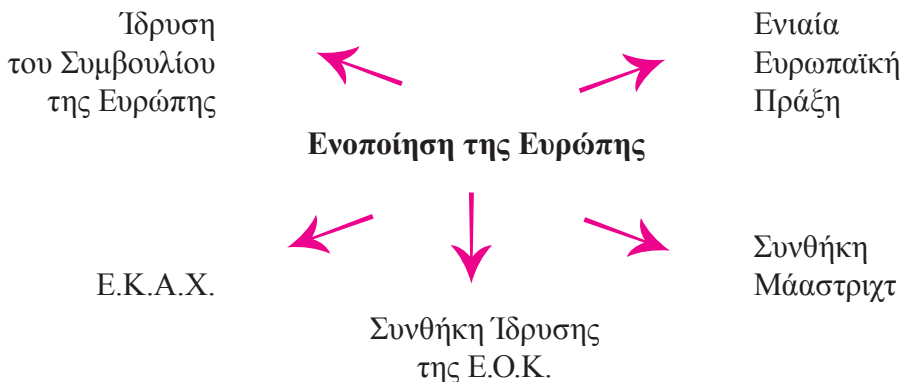 Ίδρυση
του Συμβουλίου
της Ευρώπης
Ενιαία
Ευρωπαϊκή
Πράξη
Ενοποίηση της Ευρώπης
Ε.Κ.Α.Χ.
Συνθήκη Ίδρυσης
της Ε.Ο.Κ.
Συνθήκη
Μάαστριχτ